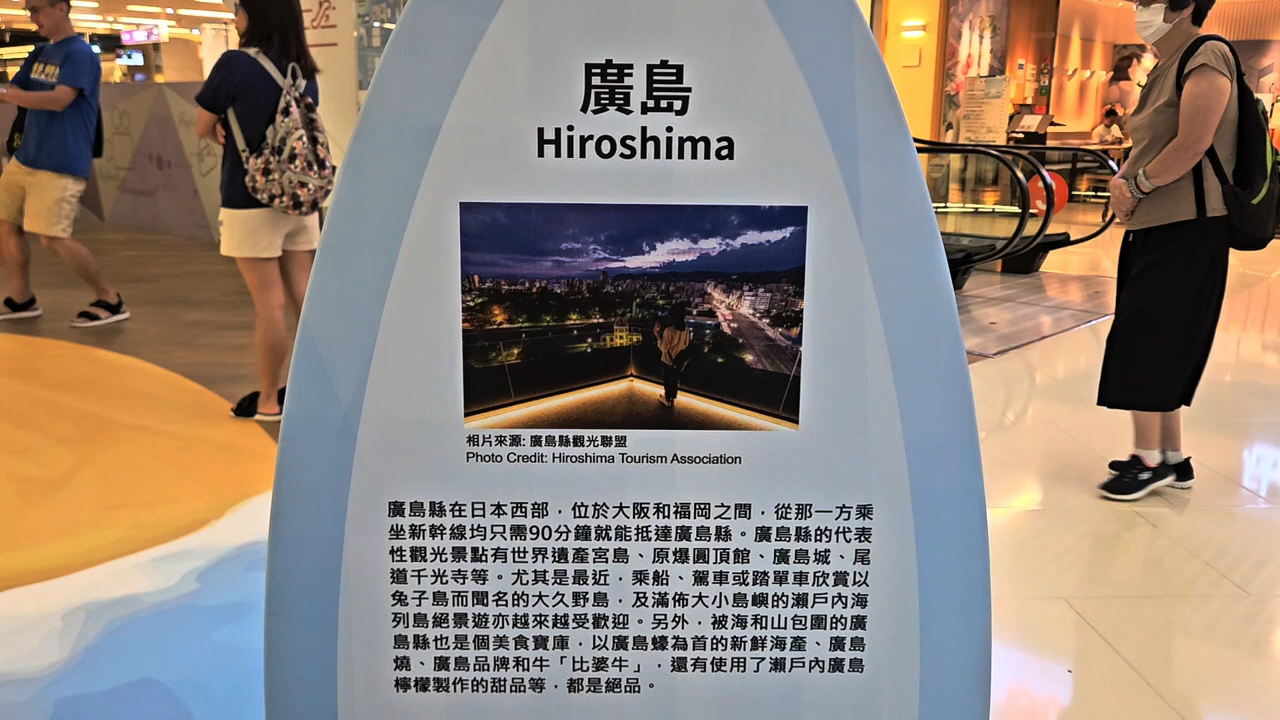 廣島
Hiroshima
相片來源: 廣島縣觀光聯盟
Photo Credit: Hiroshima Tourism Association
廣島縣在日本西部，位於大阪和福岡之間，從那一方乘
坐新幹線均只需90分鐘就能抵達廣島縣。廣島縣的代表
性觀光景點有世界遺產宮島、原爆圓頂館、廣島城、尾
道千光寺等。尤其是最近，乘船、駕車或踏單車欣賞以
兔子島而聞名的大久野島，及滿佈大小島嶼的瀨戶內海
列島絕景遊亦越來越受歡迎。另外，被海和山包圍的廣
島縣也是個美食寶庫，以廣島蠔為首的新鮮海產、廣島
燒、廣島品牌和牛「比婆牛」，還有使用了瀨戶內廣島
檸檬製作的甜品等，都是絕品。